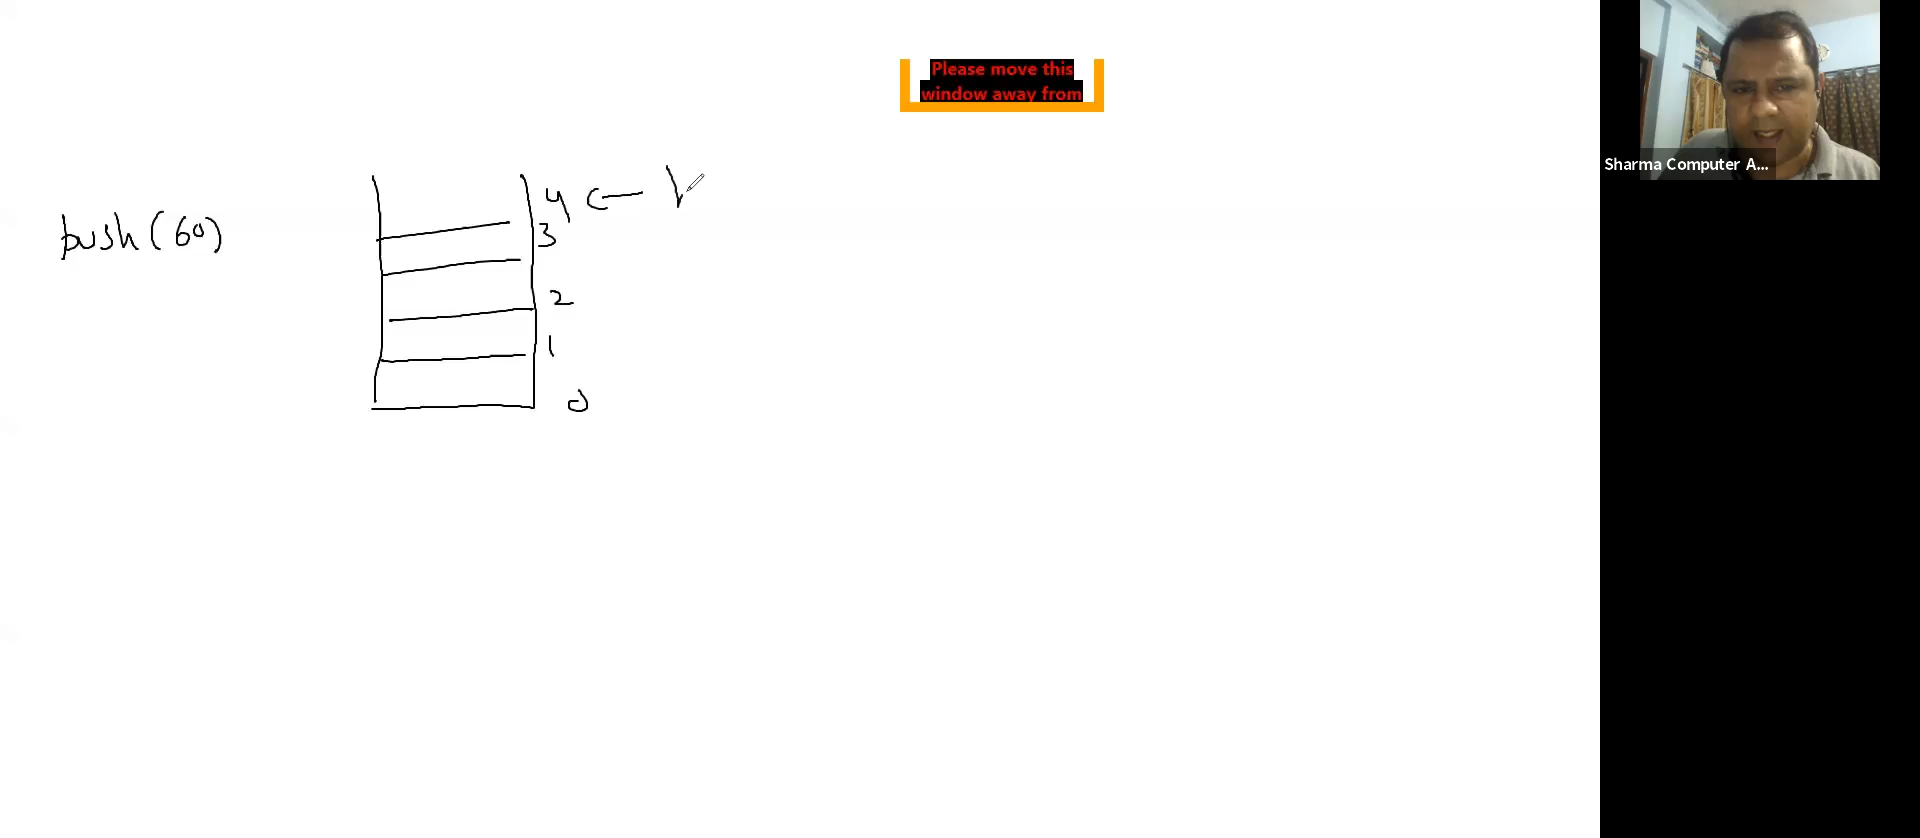 Please move this
window away from
Sharma Computer A...
push(60)
4 ←
3
2
1
0